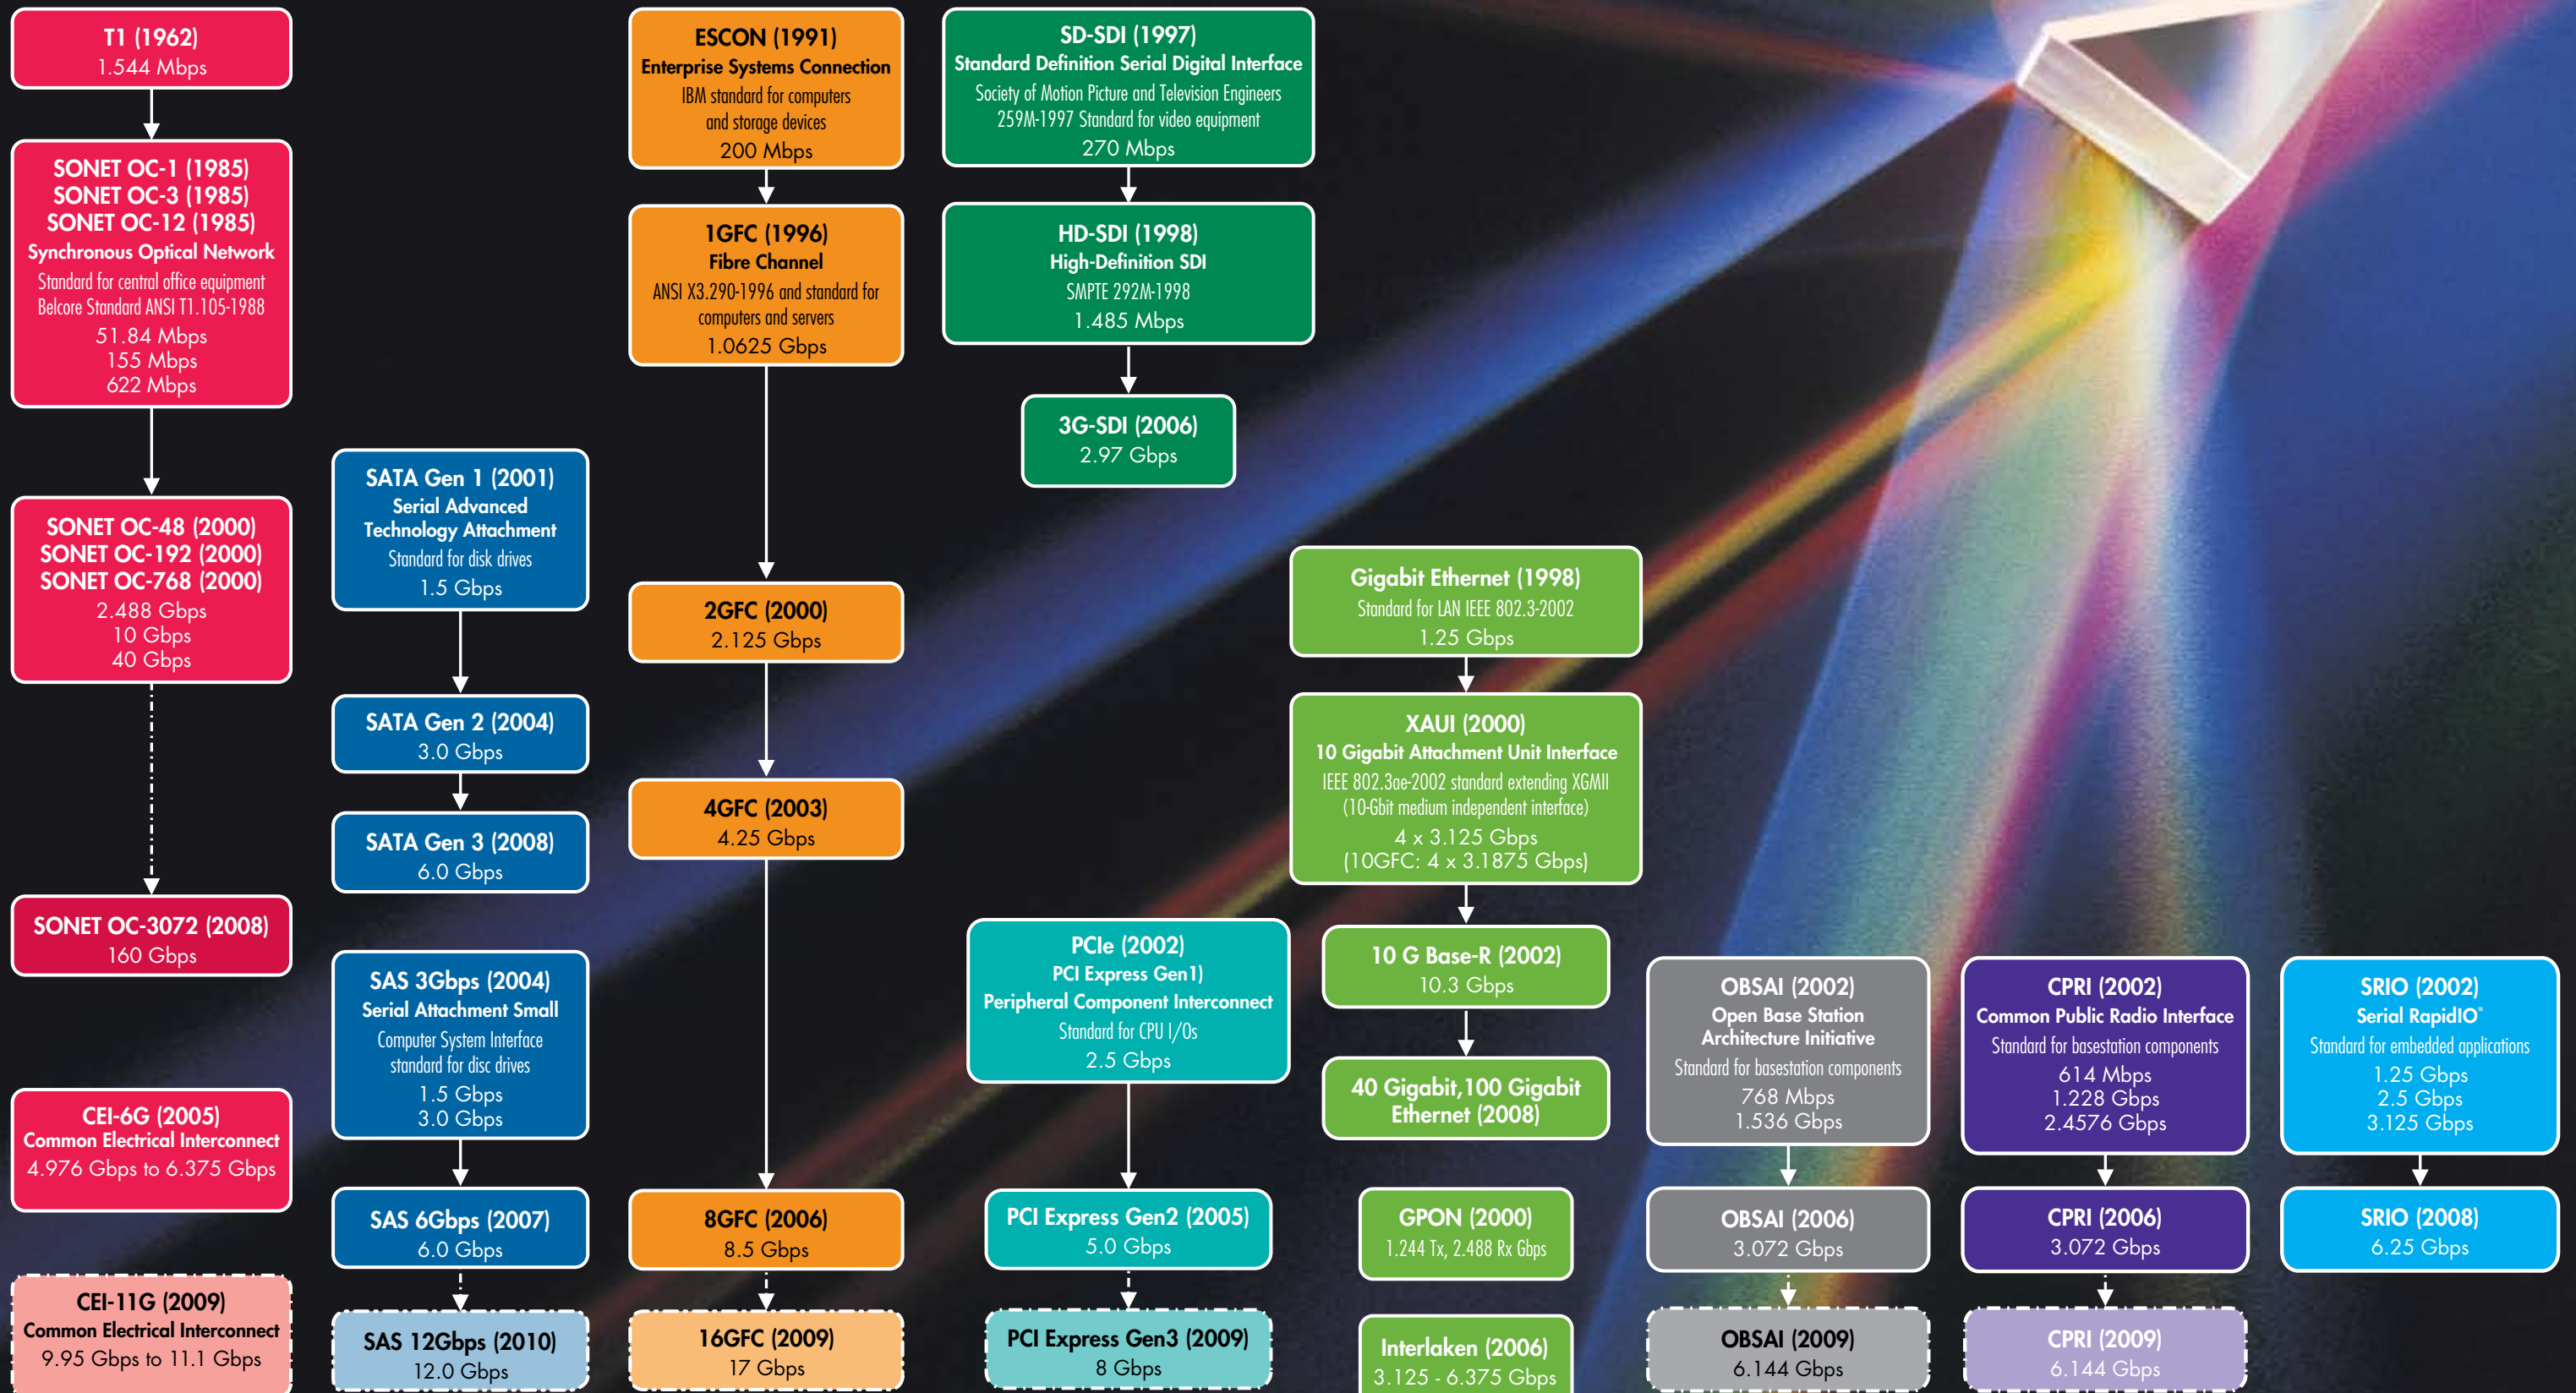 T1 (1962)
1.544 Mbps
SONET OC-1 (1985)
SONET OC-3 (1985)
SONET OC-12 (1985)
Synchronous Optical Network
Standard for central office equipment
Belcore Standard ANSI T1.105-1988
51.84 Mbps
155 Mbps
622 Mbps
SONET OC-48 (2000)
SONET OC-192 (2000)
SONET OC-768 (2000)
2.488 Gbps
10 Gbps
40 Gbps
SONET OC-3072 (2008)
160 Gbps
CEI-6G (2005)
Common Electrical Interconnect
4.976 Gbps to 6.375 Gbps
CEI-11G (2009)
Common Electrical Interconnect
9.95 Gbps to 11.1 Gbps
SATA Gen 1 (2001)
Serial Advanced
Technology Attachment
Standard for disk drives
1.5 Gbps
SATA Gen 2 (2004)
3.0 Gbps
SATA Gen 3 (2008)
6.0 Gbps
SAS 3Gbps (2004)
Serial Attachment Small
Computer System Interface
standard for disc drives
1.5 Gbps
3.0 Gbps
SAS 6Gbps (2007)
6.0 Gbps
SAS 12Gbps (2010)
12.0 Gbps
ESCON (1991)
Enterprise Systems Connection
IBM standard for computers
and storage devices
200 Mbps
1GFC (1996)
Fibre Channel
ANSI X3.290-1996 and standard for
computers and servers
1.0625 Gbps
2GFC (2000)
2.125 Gbps
4GFC (2003)
4.25 Gbps
8GFC (2006)
8.5 Gbps
16GFC (2009)
17 Gbps
SD-SDI (1997)
Standard Definition Serial Digital Interface
Society of Motion Picture and Television Engineers
259M-1997 Standard for video equipment
270 Mbps
HD-SDI (1998)
High-Definition SDI
SMPTE 292M-1998
1.485 Mbps
3G-SDI (2006)
2.97 Gbps
PCIe (2002)
PCI Express Gen1)
Peripheral Component Interconnect
Standard for CPU I/Os
2.5 Gbps
PCI Express Gen2 (2005)
5.0 Gbps
PCI Express Gen3 (2009)
8 Gbps
Gigabit Ethernet (1998)
Standard for LAN IEEE 802.3-2002
1.25 Gbps
XAUI (2000)
10 Gigabit Attachment Unit Interface
IEEE 802.3ae-2002 standard extending XGMII
(10-Gbit medium independent interface)
4 x 3.125 Gbps
(10GFC: 4 x 3.1875 Gbps)
10 G Base-R (2002)
10.3 Gbps
40 Gigabit,100 Gigabit
Ethernet (2008)
GPON (2000)
1.244 Tx, 2.488 Rx Gbps
Interlaken (2006)
3.125 - 6.375 Gbps
OBSAI (2002)
Open Base Station
Architecture Initiative
Standard for basestation components
768 Mbps
1.536 Gbps
OBSAI (2006)
3.072 Gbps
OBSAI (2009)
6.144 Gbps
CPRI (2002)
Common Public Radio Interface
Standard for basestation components
614 Mbps
1.228 Gbps
2.4576 Gbps
CPRI (2006)
3.072 Gbps
CPRI (2009)
6.144 Gbps
SRIO (2002)
Serial RapidIO®
Standard for embedded applications
1.25 Gbps
2.5 Gbps
3.125 Gbps
SRIO (2008)
6.25 Gbps